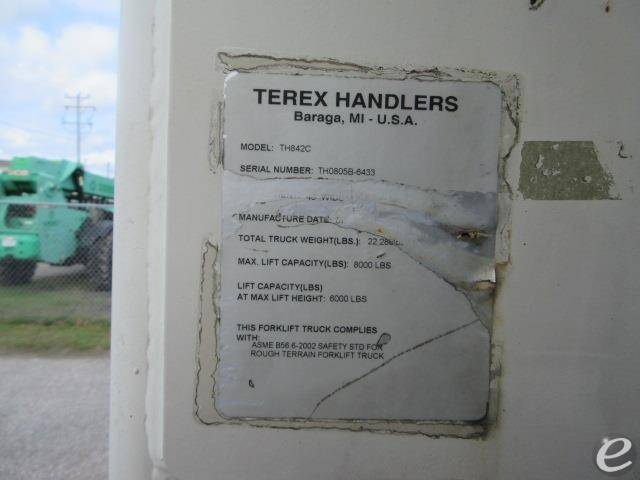 TEREX HANDLERS
Baraga, MI - U.S.A.
MODEL: TH842C
SERIAL NUMBER: TH0805B-6433
MANUFACTURE DATE:
TOTAL TRUCK WEIGHT(LBS.):
MAX. LIFT CAPACITY(LBS): 8000 LBS
LIFT CAPACITY(LBS)
AT MAX LIFT HEIGHT: 6000 LBS
THIS FORKLIFT TRUCK COMPLIES
WITH:
ASME B56.6-2002 SAFETY STD FOR
ROUGH TERRAIN FORKLIFT TRUCK
e